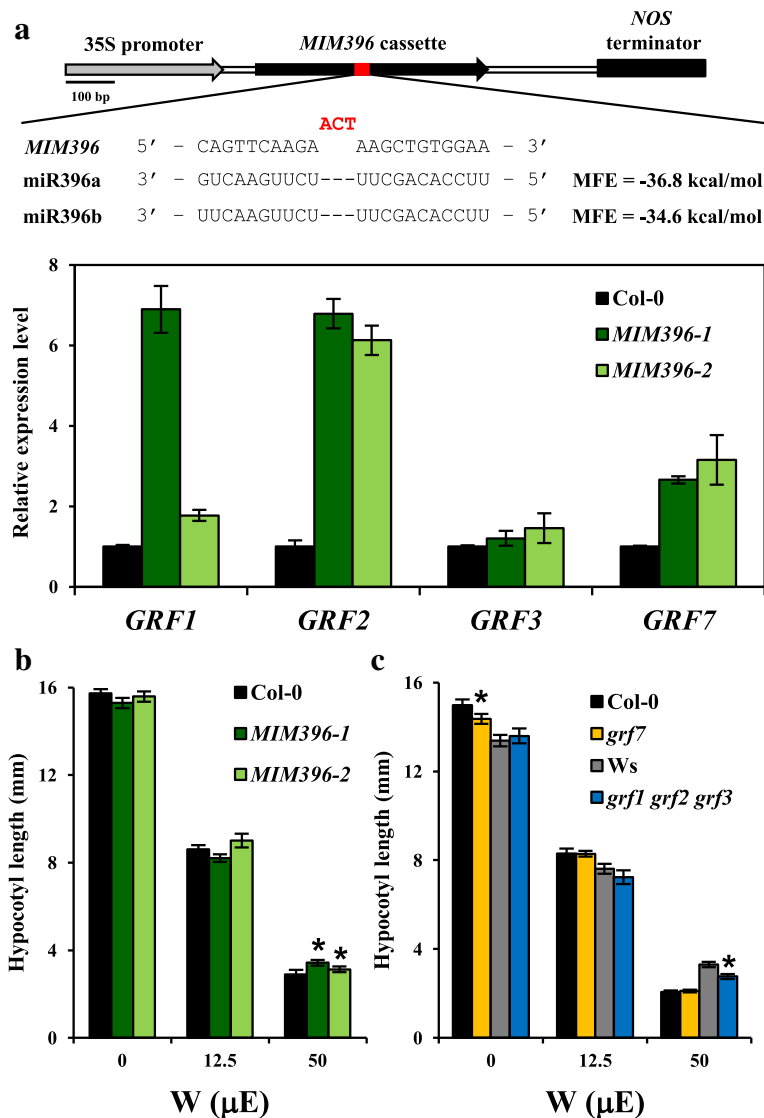 a
35S promoter
MIM396 cassette
NOS
terminator
100 bp
ACT
MIM396 5′ – CAGTTCAAGA AAGCTGTGGAA – 3′
miR396a 3′ – GUCAAGUUCU---UUCGACACCUU – 5′ MFE = -36.8 kcal/mol
miR396b 3′ – UUCAAGUUCU---UUCGACACCUU – 5′ MFE = -34.6 kcal/mol
Relative expression level
8
6
4
2
0
Col-0
MIM396-1
MIM396-2
GRF1 GRF2 GRF3 GRF7
b
Hypocotyl length (mm)
16
12
8
4
0
Col-0
MIM396-1
MIM396-2
* *
0 12.5 50
W (µE)
c
Hypocotyl length (mm)
16
12
8
4
0
Col-0
grf7
Ws
grf1 grf2 grf3
*
*
0 12.5 50
W (µE)